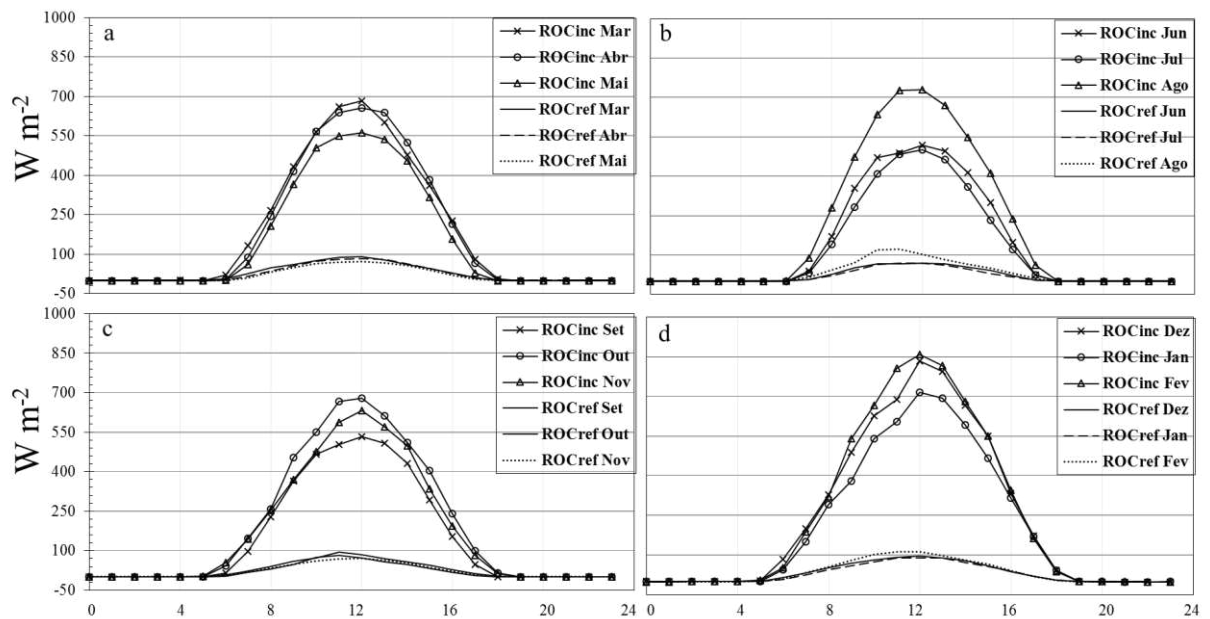 1000
850
700
550
400
250
100
-50
W m-2
a
ROCinc Mar
ROCinc Abr
ROCinc Mai
ROCref Mar
ROCref Abr
ROCref Mai
b
ROCinc Jun
ROCinc Jul
ROCinc Ago
ROCref Jun
ROCref Jul
ROCref Ago
1000
850
700
550
400
250
100
-50
W m-2
c
ROCinc Set
ROCinc Out
ROCinc Nov
ROCref Set
ROCref Out
ROCref Nov
0 4 8 12 16 20 24
d
ROCinc Dez
ROCinc Jan
ROCinc Fev
ROCref Dez
ROCref Jan
ROCref Fev
0 4 8 12 16 20 24